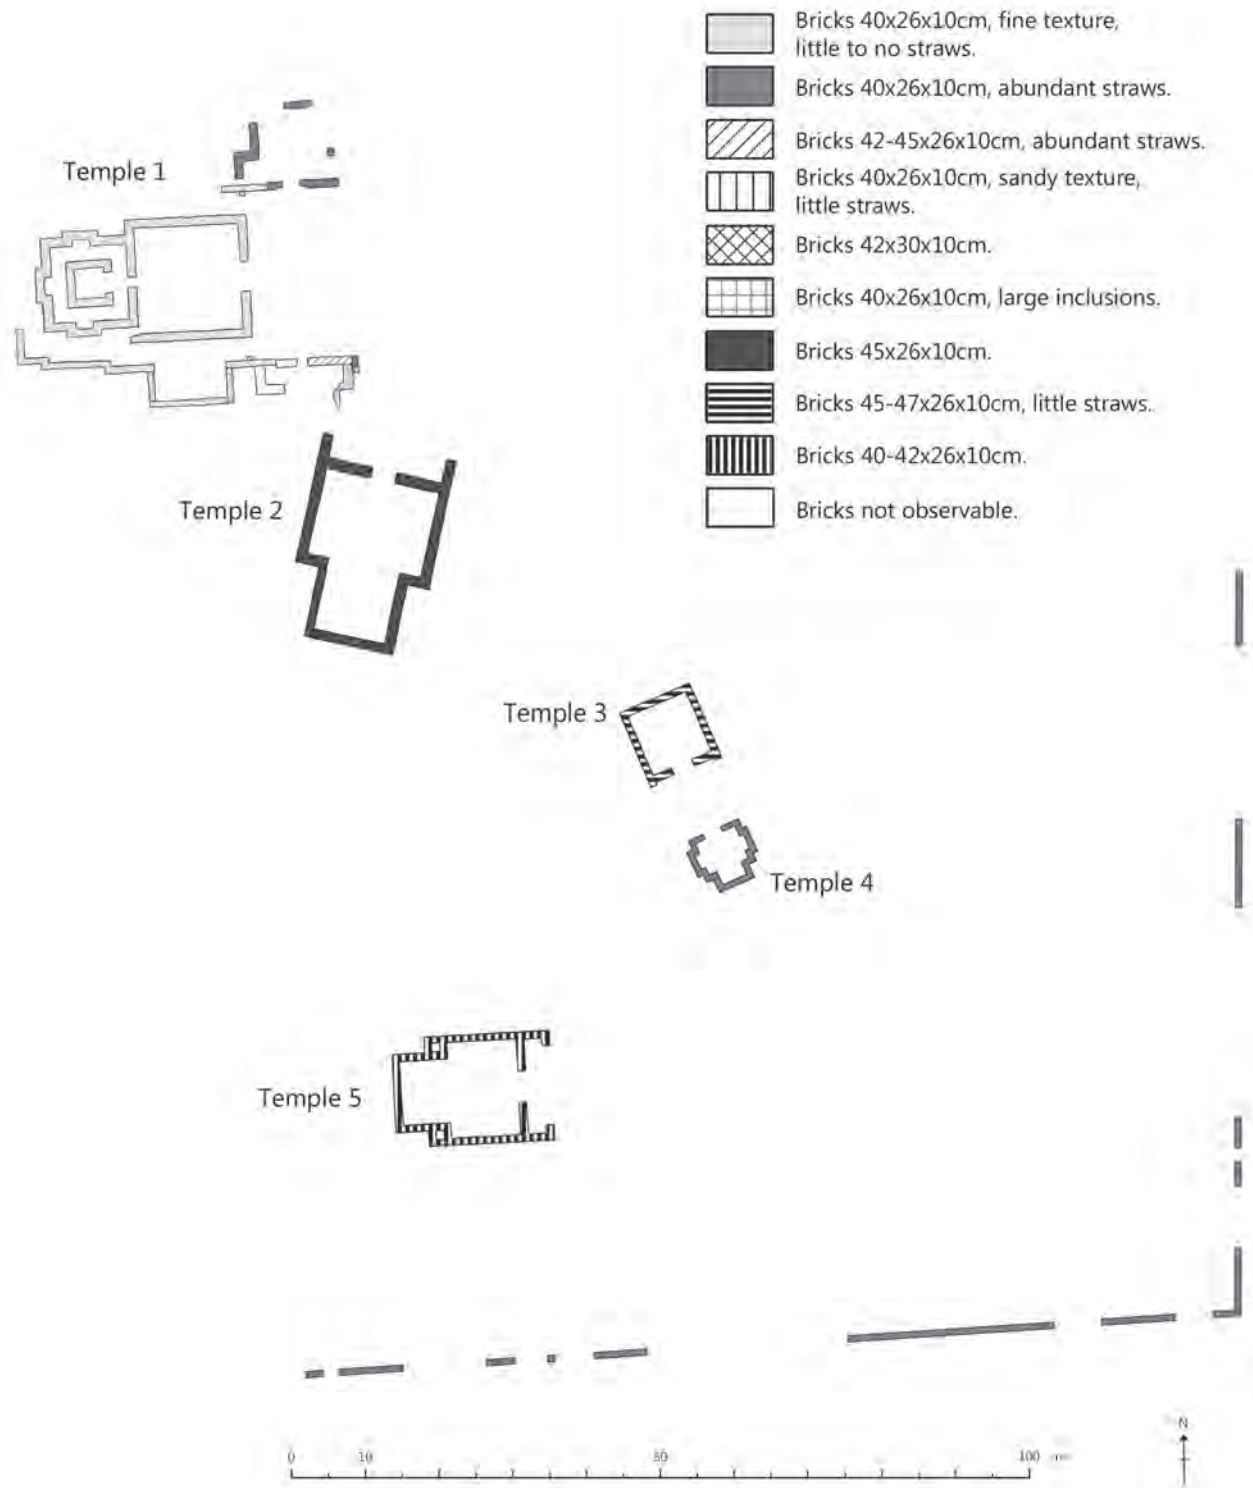 Bricks 40x26x10cm, fine texture,
little to no straws.
Bricks 40x26x10cm, abundant straws.
Bricks 42-45x26x10cm, abundant straws.
Bricks 40x26x10cm, sandy texture,
little straws.
Bricks 42x30x10cm.
Bricks 40x26x10cm, large inclusions.
Bricks 45x26x10cm.
Bricks 45-47x26x10cm, little straws.
Bricks 40-42x26x10cm.
Bricks not observable.
Temple 1
Temple 2
Temple 3
Temple 4
Temple 5
0 10 50 100 m
N